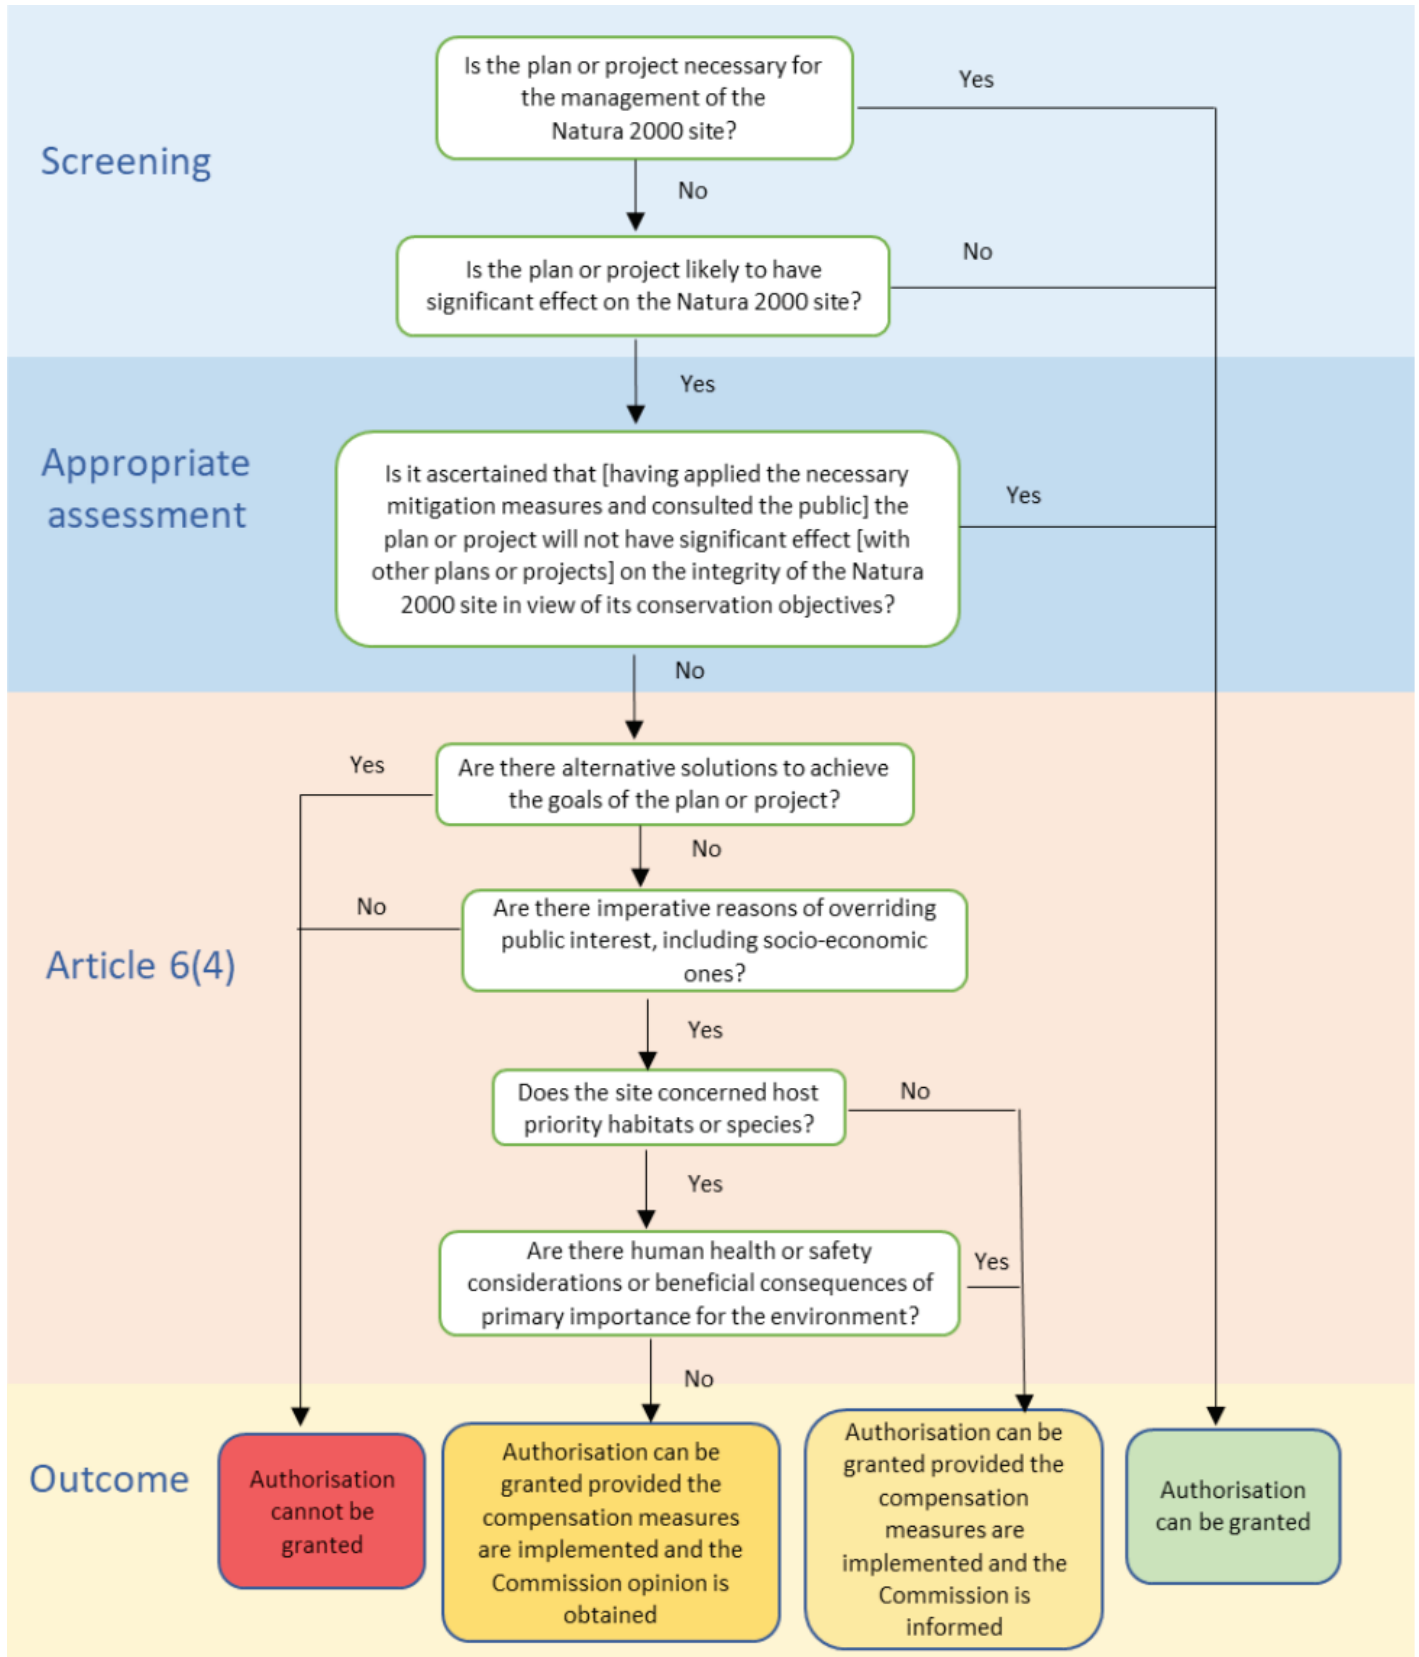 Is the plan or project necessary for
the management of the
Natura 2000 site?
Yes
Screening
No
Is the plan or project likely to have
significant effect on the Natura 2000 site?
No
Yes
Appropriate
assessment
Is it ascertained that [having applied the necessary
mitigation measures and consulted the public] the
plan or project will not have significant effect [with
other plans or projects] on the integrity of the Natura
2000 site in view of its conservation objectives?
Yes
No
Are there alternative solutions to achieve
the goals of the plan or project?
Yes
No
Article 6(4)
Are there imperative reasons of overriding
public interest, including socio-economic
ones?
No
Yes
Does the site concerned host
priority habitats or species?
No
Yes
Are there human health or safety
considerations or beneficial consequences of
primary importance for the environment?
Yes
No
Outcome
Authorisation
cannot be
granted
Authorisation can be
granted provided the
compensation measures
are implemented and the
Commission opinion is
obtained
Authorisation can be
granted provided the
compensation
measures are
implemented and the
Commission is
informed
Authorisation
can be granted